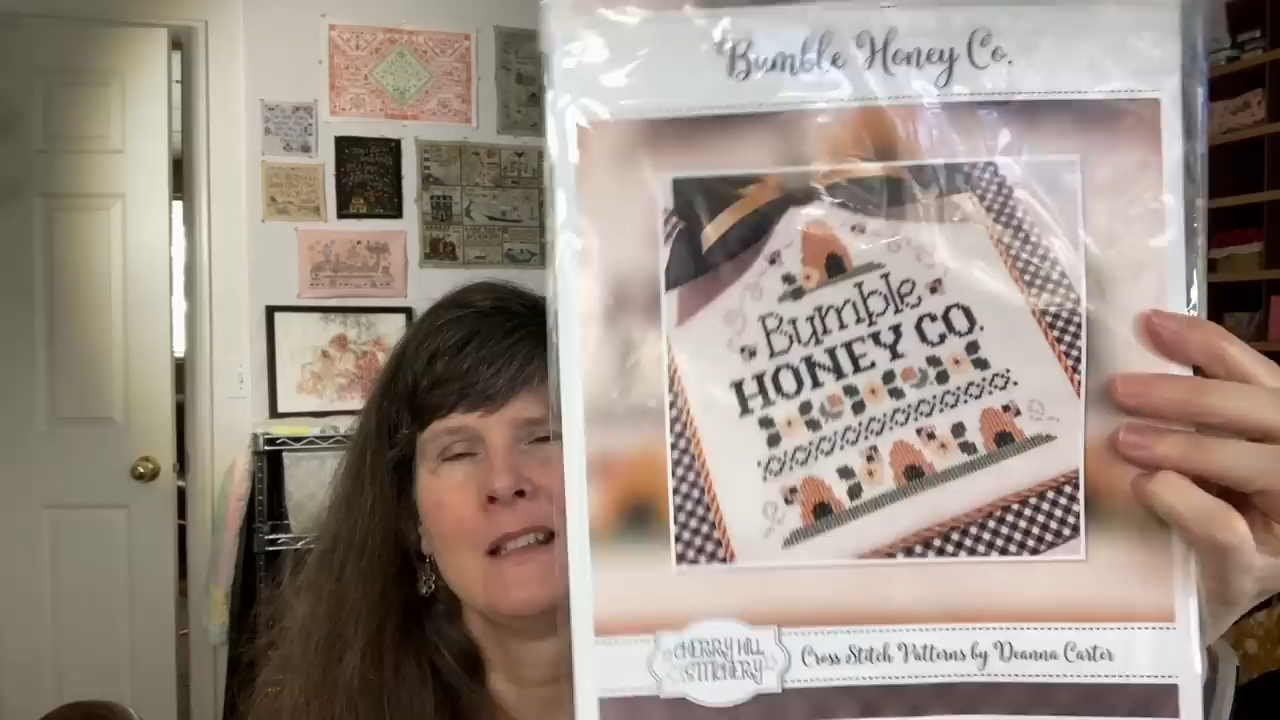 Bumble Honey Co.
Bumble
HONEY CO.
CHERRY HILL
STITCHERY
Cross Stitch Patterns by Deanna Carter